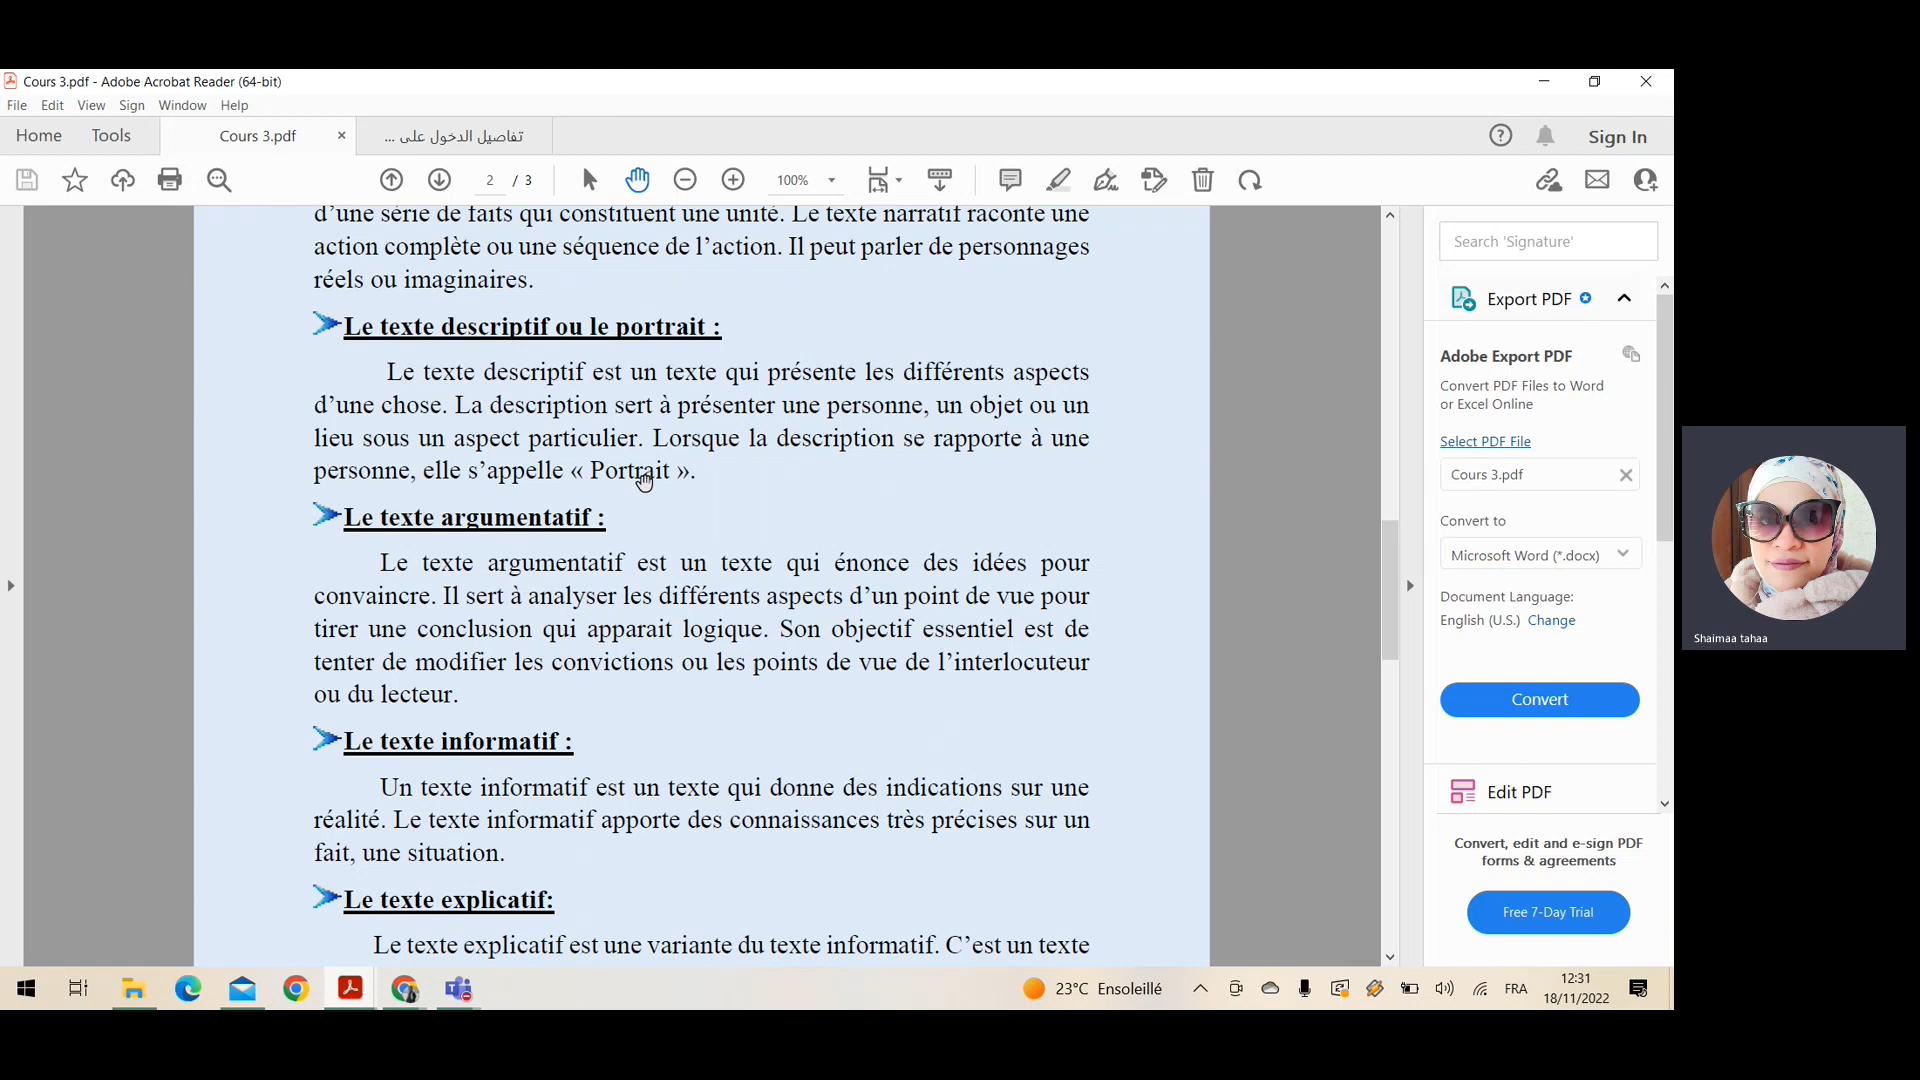 Cours 3.pdf - Adobe Acrobat Reader (64-bit)
File Edit View Sign Window Help
Home Tools Cours 3.pdf × تفاصيل الدخول على ... Sign In
2 / 3 100%
d’une série de faits qui constituent une unité. Le texte narratif raconte une
action complète ou une séquence de l’action. Il peut parler de personnages
réels ou imaginaires.
Le texte descriptif ou le portrait :
Le texte descriptif est un texte qui présente les différents aspects
d’une chose. La description sert à présenter une personne, un objet ou un
lieu sous un aspect particulier. Lorsque la description se rapporte à une
personne, elle s’appelle « Portrait ».
Le texte argumentatif :
Le texte argumentatif est un texte qui énonce des idées pour
convaincre. Il sert à analyser les différents aspects d’un point de vue pour
tirer une conclusion qui apparait logique. Son objectif essentiel est de
tenter de modifier les convictions ou les points de vue de l’interlocuteur
ou du lecteur.
Le texte informatif :
Un texte informatif est un texte qui donne des indications sur une
réalité. Le texte informatif apporte des connaissances très précises sur un
fait, une situation.
Le texte explicatif:
Le texte explicatif est une variante du texte informatif. C’est un texte
Search 'Signature'
Export PDF
Adobe Export PDF
Convert PDF Files to Word
or Excel Online
Select PDF File
Cours 3.pdf
Convert to
Microsoft Word (*.docx)
Document Language:
English (U.S.) Change
Convert
Edit PDF
Convert, edit and e-sign PDF
forms & agreements
Free 7-Day Trial
Shaimaa tahaa
23°C Ensoleillé FRA
12:31
18/11/2022